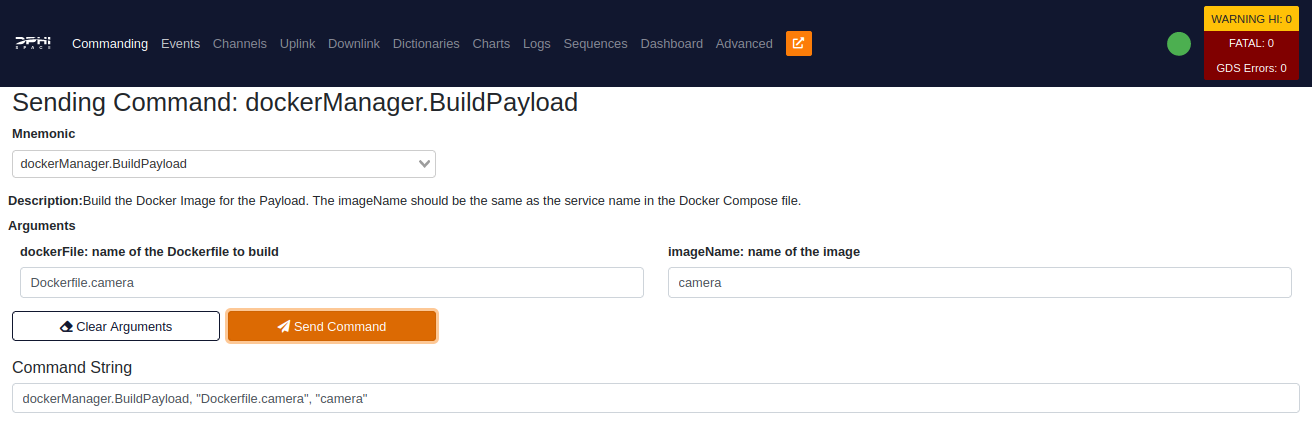 DPHI
SPACE
Commanding Events Channels Uplink Downlink Dictionaries Charts Logs Sequences Dashboard Advanced
WARNING HI: 0
FATAL: 0
GDS Errors: 0
Sending Command: dockerManager.BuildPayload
Mnemonic
dockerManager.BuildPayload
Description:Build the Docker Image for the Payload. The imageName should be the same as the service name in the Docker Compose file.
Arguments
dockerFile: name of the Dockerfile to build imageName: name of the image
Dockerfile.camera camera
Clear Arguments Send Command
Command String
dockerManager.BuildPayload, "Dockerfile.camera", "camera"